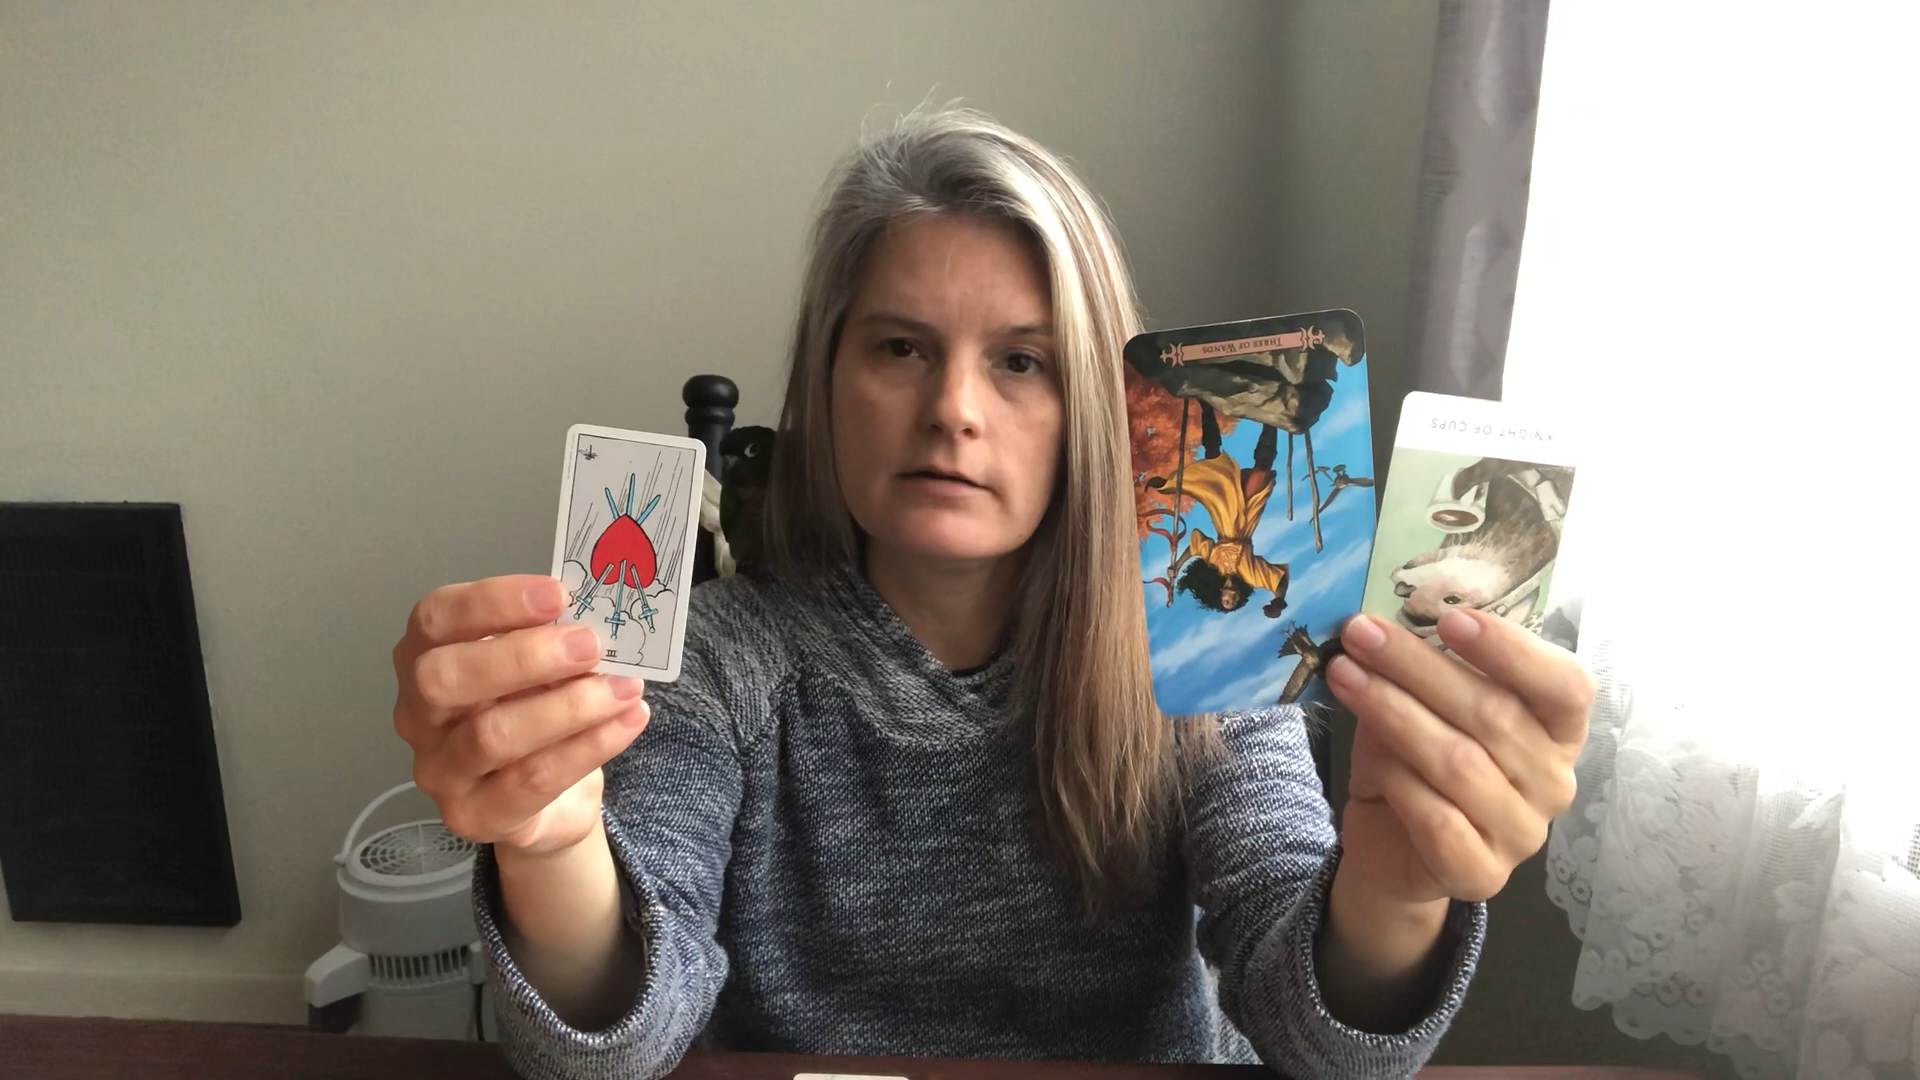 III
THREE OF WANDS
KNIGHT OF CUPS